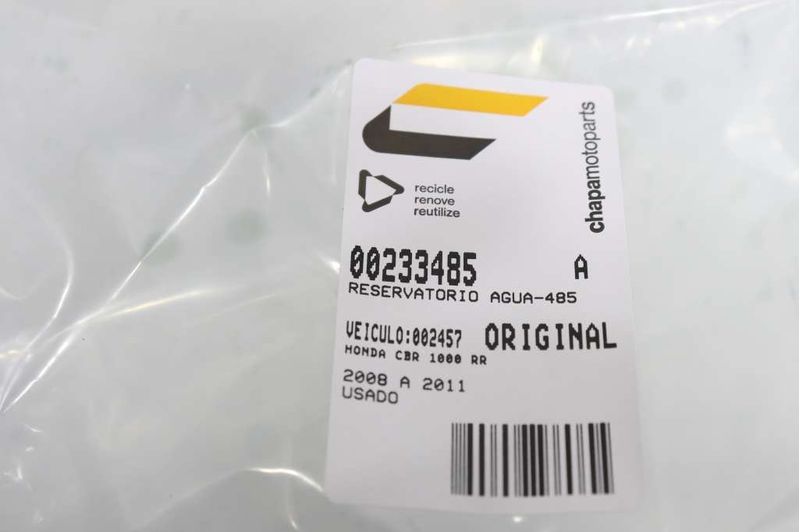 chapamotoparts
recicle
renove
reutilize
00233485 A
RESERVATORIO AGUA-485
VEICULO:002457 ORIGINAL
HONDA CBR 1000 RR
2008 A 2011
USADO